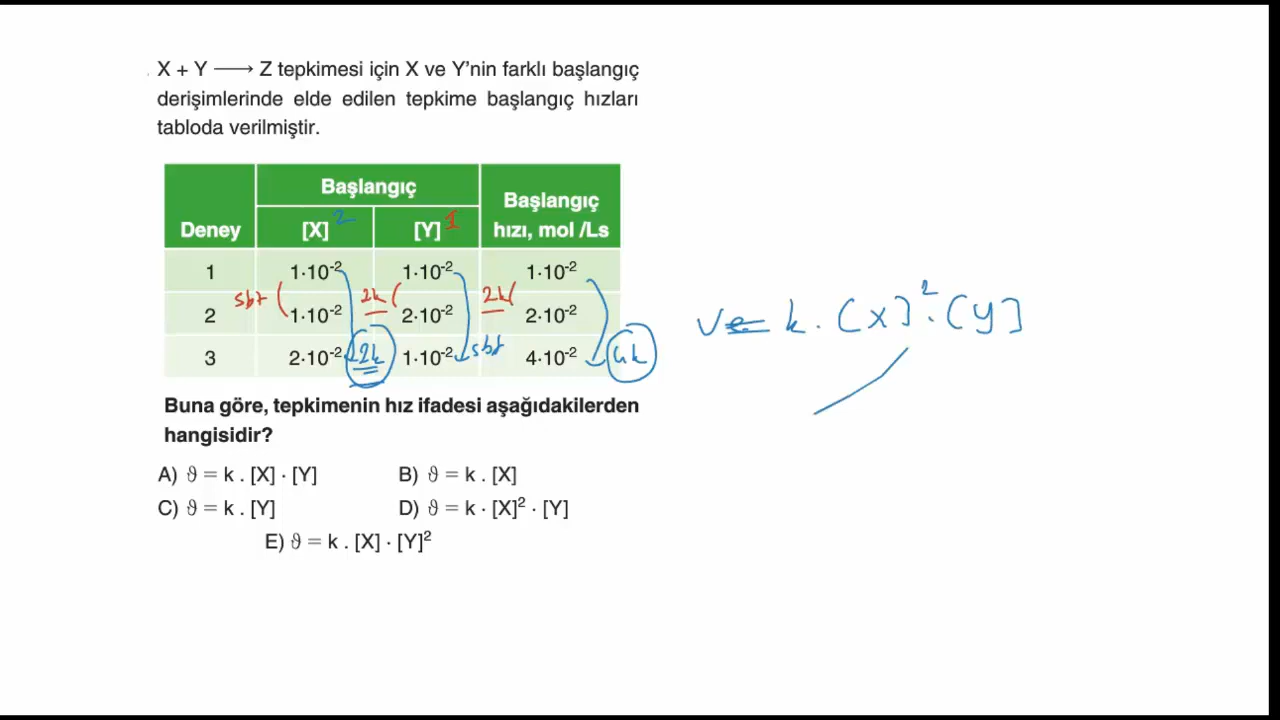 X + Y ⟶ Z tepkimesi için X ve Y'nin farklı başlangıç
derişimlerinde elde edilen tepkime başlangıç hızları
tabloda verilmiştir.
Deney
Başlangıç
[X] 2
[Y] 1
Başlangıç
hızı, mol /Ls
1 1·10⁻² 1·10⁻² 1·10⁻²
sbt 2k 2k
2 1·10⁻² 2·10⁻² 2·10⁻²
3 2·10⁻² 2k 1·10⁻² sbt 4·10⁻² 4k
V = k . [X]² . [Y]
Buna göre, tepkimenin hız ifadesi aşağıdakilerden
hangisidir?
A) ϑ = k . [X] · [Y] B) ϑ = k . [X]
C) ϑ = k . [Y] D) ϑ = k · [X]² · [Y]
E) ϑ = k . [X] · [Y]²